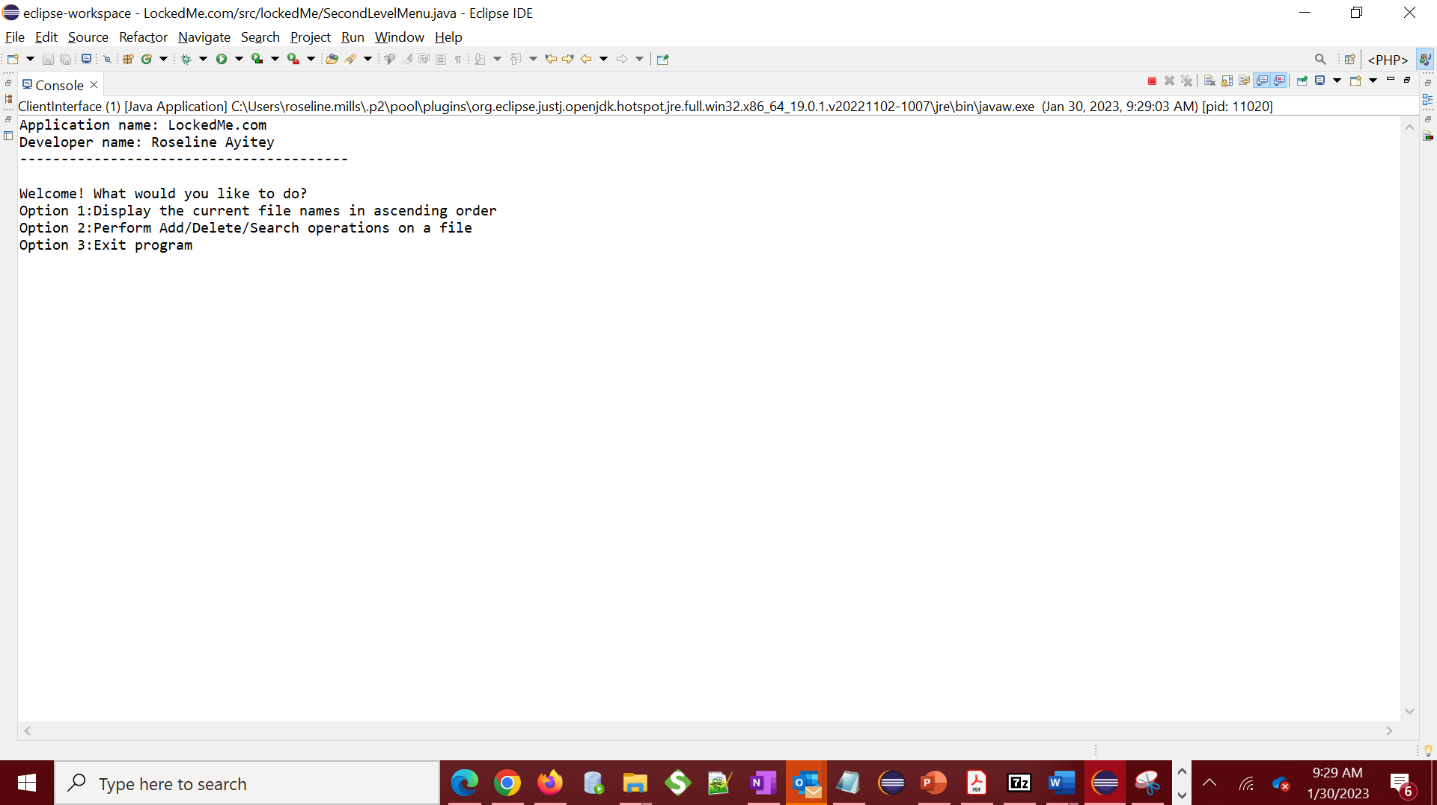 eclipse-workspace - LockedMe.com/src/lockedMe/SecondLevelMenu.java - Eclipse IDE
File Edit Source Refactor Navigate Search Project Run Window Help
<PHP>
Console
ClientInterface (1) [Java Application] C:\Users\roseline.mills\.p2\pool\plugins\org.eclipse.justj.openjdk.hotspot.jre.full.win32.x86_64_19.0.1.v20221102-1007\jre\bin\javaw.exe (Jan 30, 2023, 9:29:03 AM) [pid: 11020]
Application name: LockedMe.com
Developer name: Roseline Ayitey
----------------------------------------
Welcome! What would you like to do?
Option 1:Display the current file names in ascending order
Option 2:Perform Add/Delete/Search operations on a file
Option 3:Exit program
Type here to search
9:29 AM
1/30/2023
6